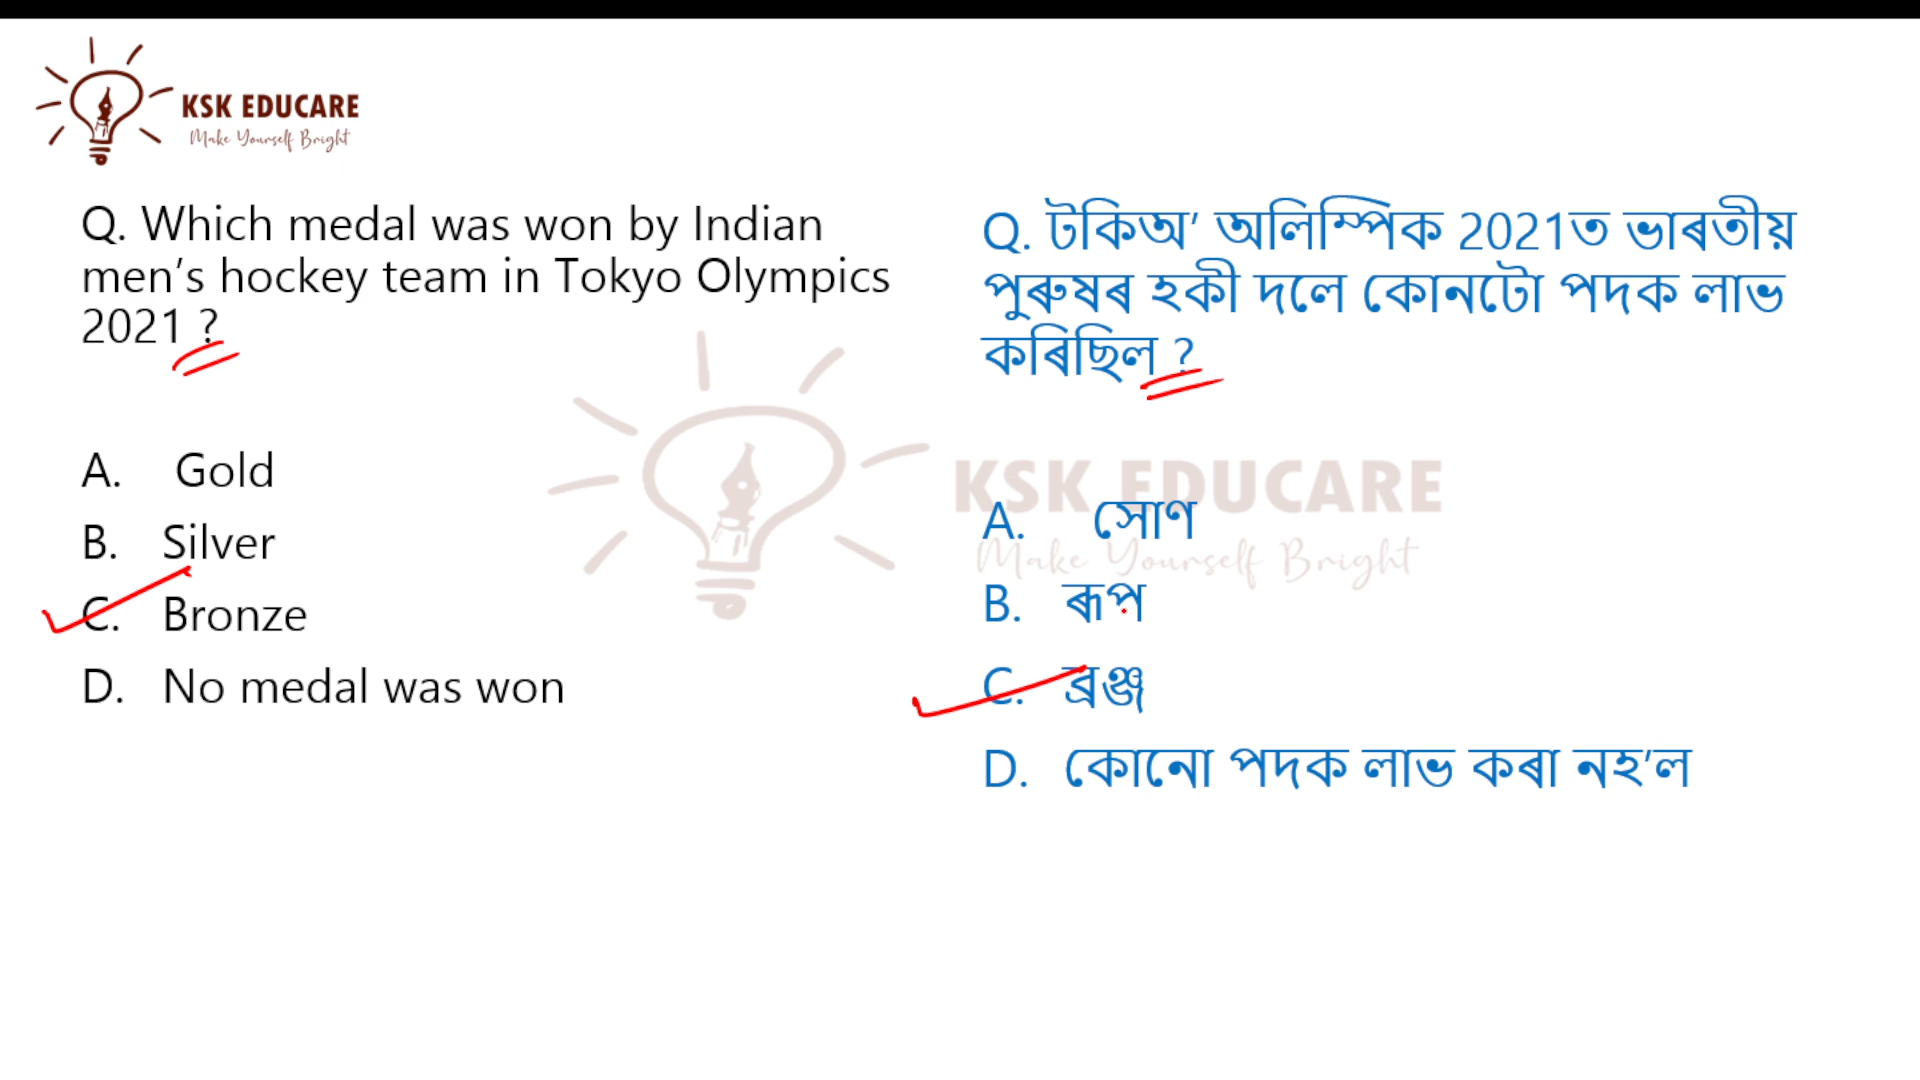 KSK EDUCARE
Make Yourself Bright
Q. Which medal was won by Indian
men’s hockey team in Tokyo Olympics
2021 ?
A. Gold
B. Silver
C. Bronze
D. No medal was won
Q. টকিঅ’ অলিম্পিক 2021ত ভাৰতীয়
পুৰুষৰ হকী দলে কোনটো পদক লাভ
কৰিছিল ?
A. সোণ
B. ৰূপ
C. ব্ৰঞ্জ
D. কোনো পদক লাভ কৰা নহ’ল
KSK EDUCARE
Make Yourself Bright